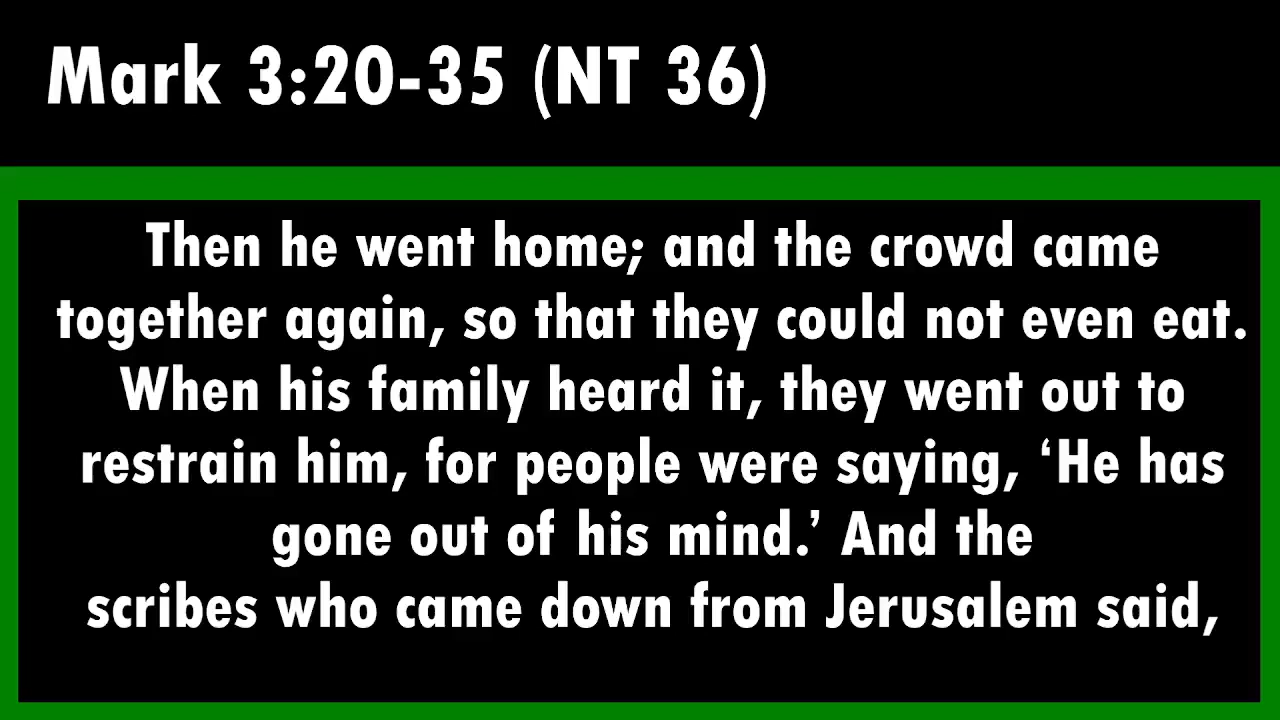 Mark 3:20-35 (NT 36)
Then he went home; and the crowd came
together again, so that they could not even eat.
When his family heard it, they went out to
restrain him, for people were saying, ‘He has
gone out of his mind.’ And the
scribes who came down from Jerusalem said,